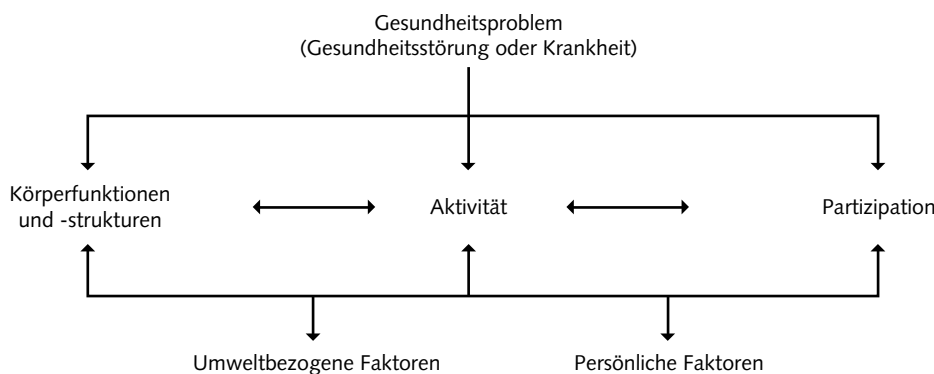 Gesundheitsproblem
(Gesundheitsstörung oder Krankheit)
Körperfunktionen
und -strukturen
Aktivität
Partizipation
Umweltbezogene Faktoren
Persönliche Faktoren